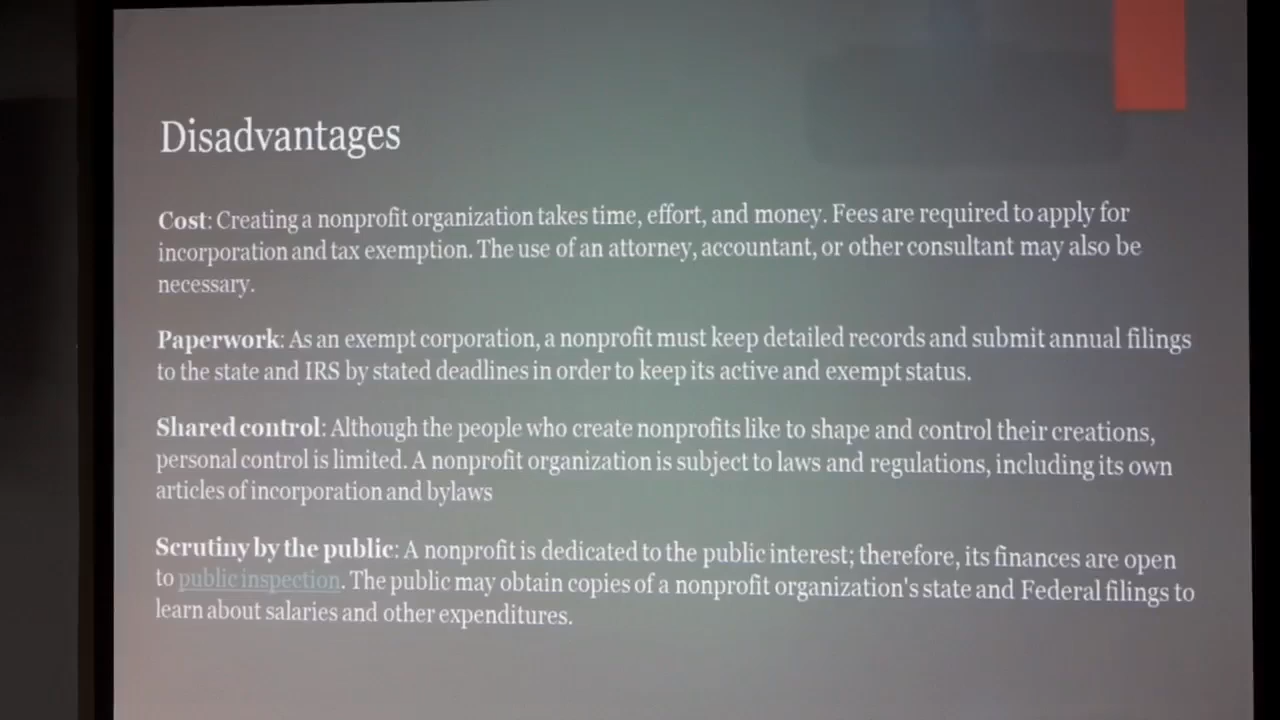 Disadvantages
Cost: Creating a nonprofit organization takes time, effort, and money. Fees are required to apply for
incorporation and tax exemption. The use of an attorney, accountant, or other consultant may also be
necessary.
Paperwork: As an exempt corporation, a nonprofit must keep detailed records and submit annual filings
to the state and IRS by stated deadlines in order to keep its active and exempt status.
Shared control: Although the people who create nonprofits like to shape and control their creations,
personal control is limited. A nonprofit organization is subject to laws and regulations, including its own
articles of incorporation and bylaws
Scrutiny by the public: A nonprofit is dedicated to the public interest; therefore, its finances are open
to public inspection. The public may obtain copies of a nonprofit organization's state and Federal filings to
learn about salaries and other expenditures.